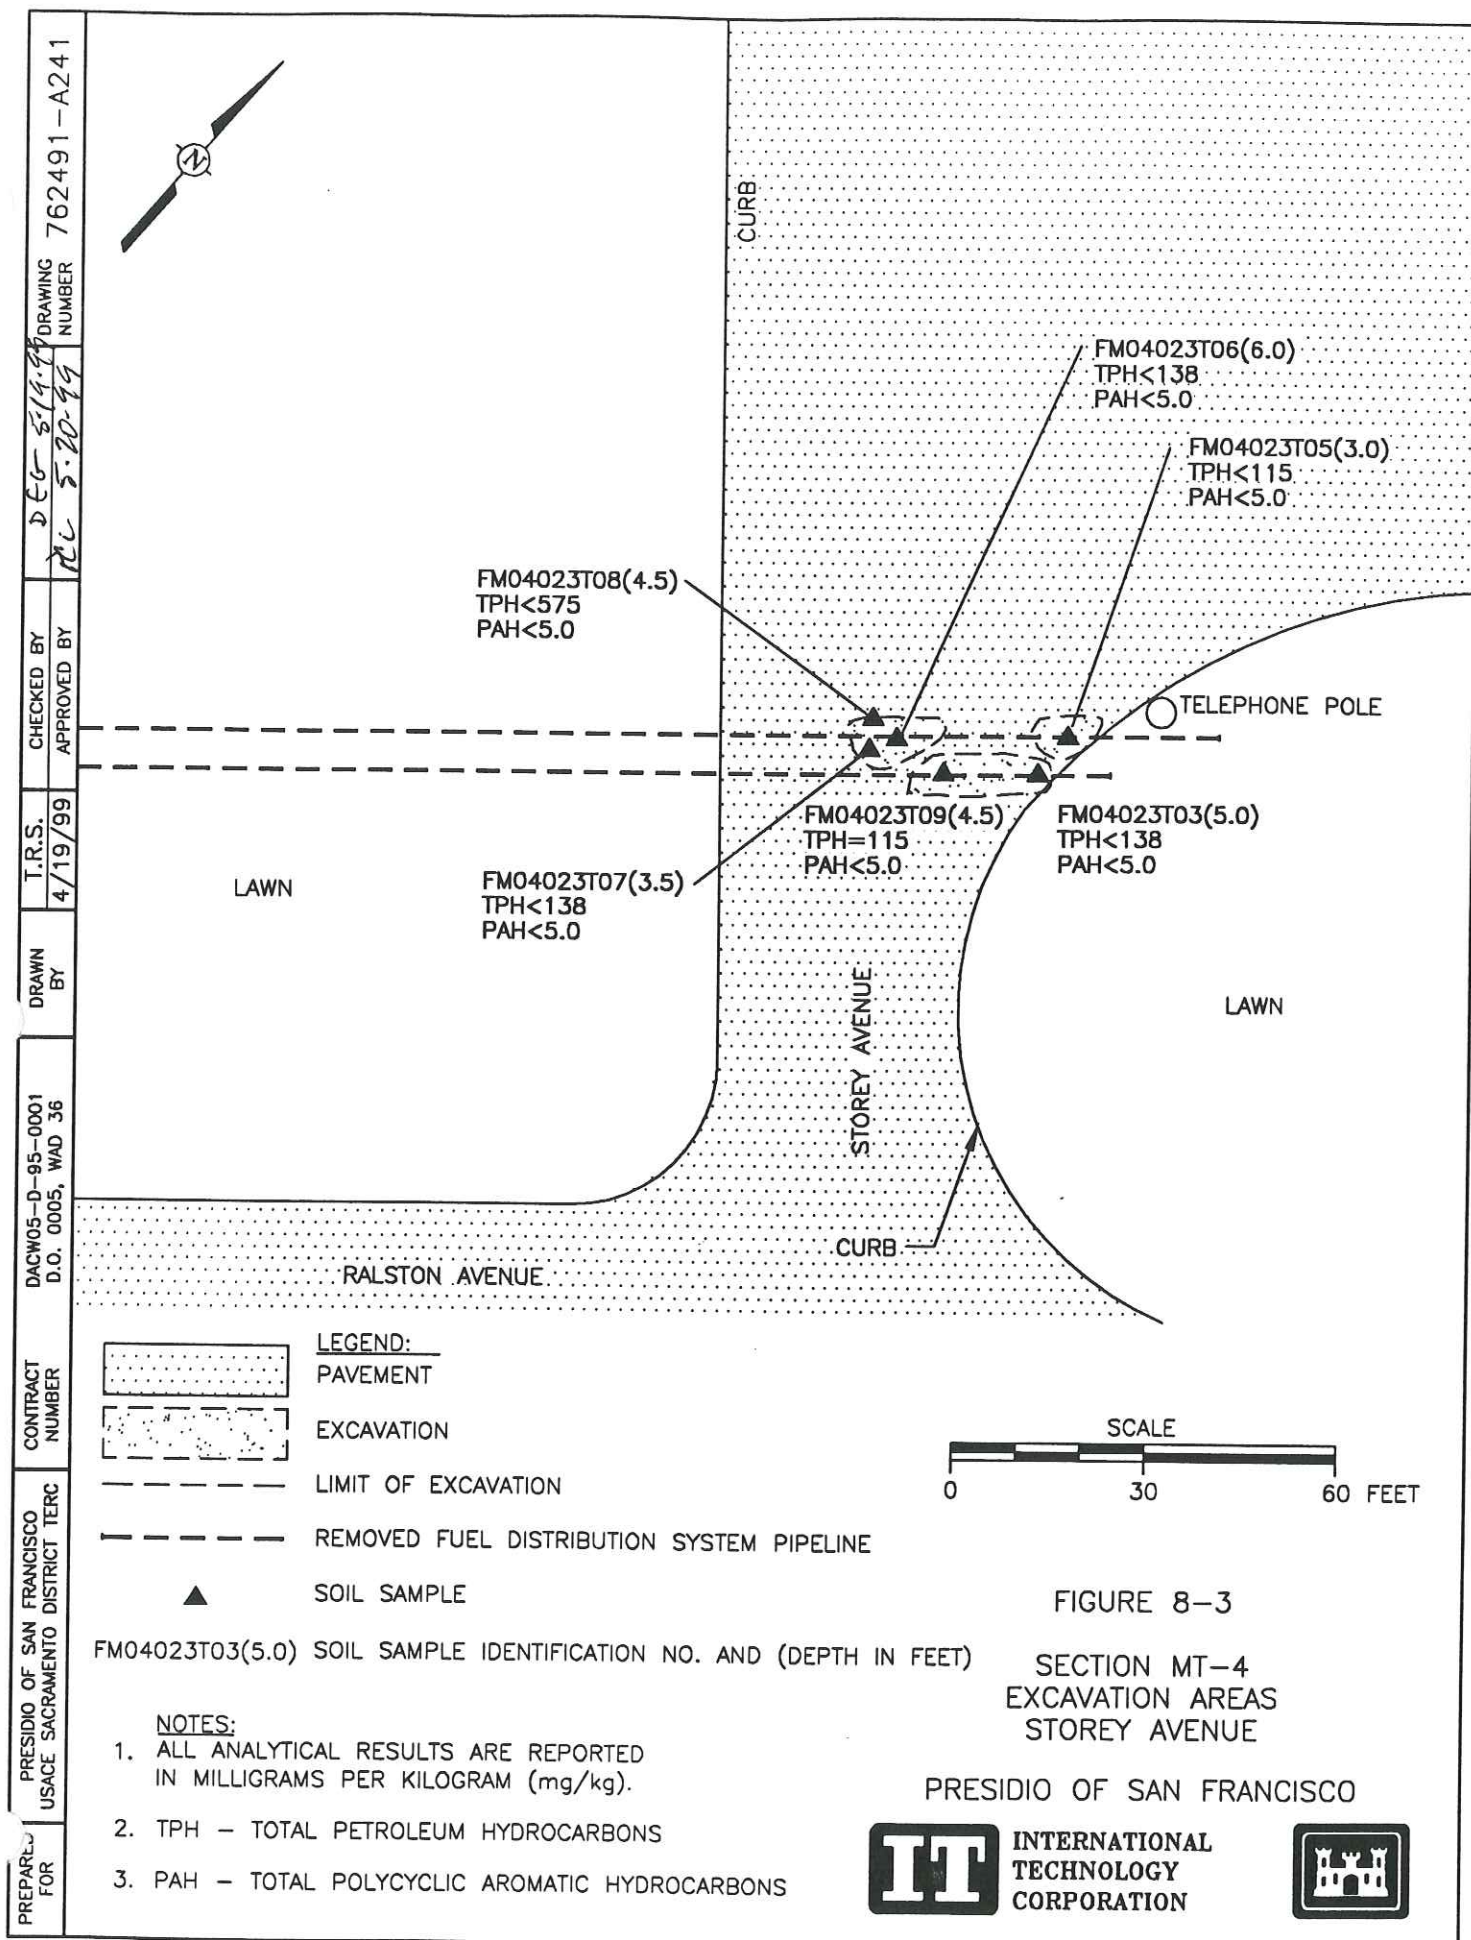 DRAWING
NUMBER
762491-A241
CHECKED BY
APPROVED BY
5-20-99
T.R.S.
4/19/99
DRAWN
BY
DACW05-D-95-0001
D.O. 0005, WAD 36
CONTRACT
NUMBER
PRESIDIO OF SAN FRANCISCO
USACE SACRAMENTO DISTRICT TERC
FOR
N
CURB
FM04023T06(6.0)
TPH<138
PAH<5.0
FM04023T05(3.0)
TPH<115
PAH<5.0
FM04023T08(4.5)
TPH<575
PAH<5.0
TELEPHONE POLE
FM04023T09(4.5)
TPH=115
PAH<5.0
FM04023T03(5.0)
TPH<138
PAH<5.0
FM04023T07(3.5)
TPH<138
PAH<5.0
LAWN
STOREY AVENUE
LAWN
CURB
RALSTON AVENUE
LEGEND:
PAVEMENT
EXCAVATION
LIMIT OF EXCAVATION
REMOVED FUEL DISTRIBUTION SYSTEM PIPELINE
SOIL SAMPLE
FM04023T03(5.0) SOIL SAMPLE IDENTIFICATION NO. AND (DEPTH IN FEET)
SCALE
0 30 60 FEET
NOTES:
1. ALL ANALYTICAL RESULTS ARE REPORTED
IN MILLIGRAMS PER KILOGRAM (mg/kg).
2. TPH – TOTAL PETROLEUM HYDROCARBONS
3. PAH – TOTAL POLYCYCLIC AROMATIC HYDROCARBONS
FIGURE 8-3
SECTION MT-4
EXCAVATION AREAS
STOREY AVENUE
PRESIDIO OF SAN FRANCISCO
IT
INTERNATIONAL
TECHNOLOGY
CORPORATION